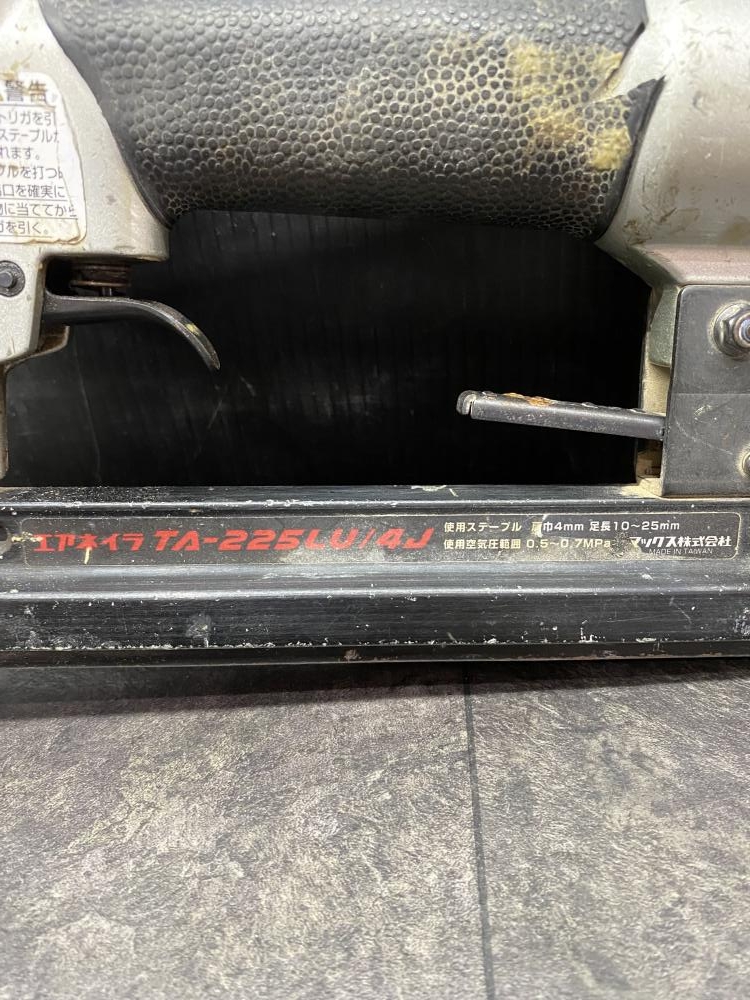 警告
トリガを引
ステープルが
れます。
ルを打つ
口を確実に
に当ててから
を引く。
エアネイラ TA-225LU/4J
使用ステープル 肩巾4mm 足長10〜25mm
使用空気圧範囲 0.5〜0.7MPa マックス株式会社
MADE IN TAIWAN